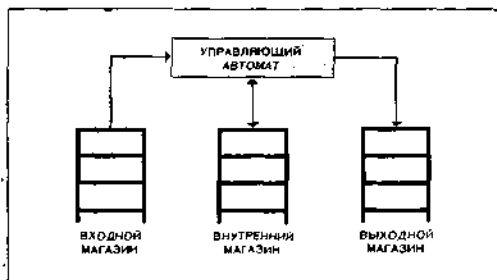 УПРАВЛЯЮЩИЙ
АВТОМАТ
ВХОДНОЙ
МАГАЗИН
ВНУТРЕННИЙ
МАГАЗИН
ВЫХОДНОЙ
МАГАЗИН